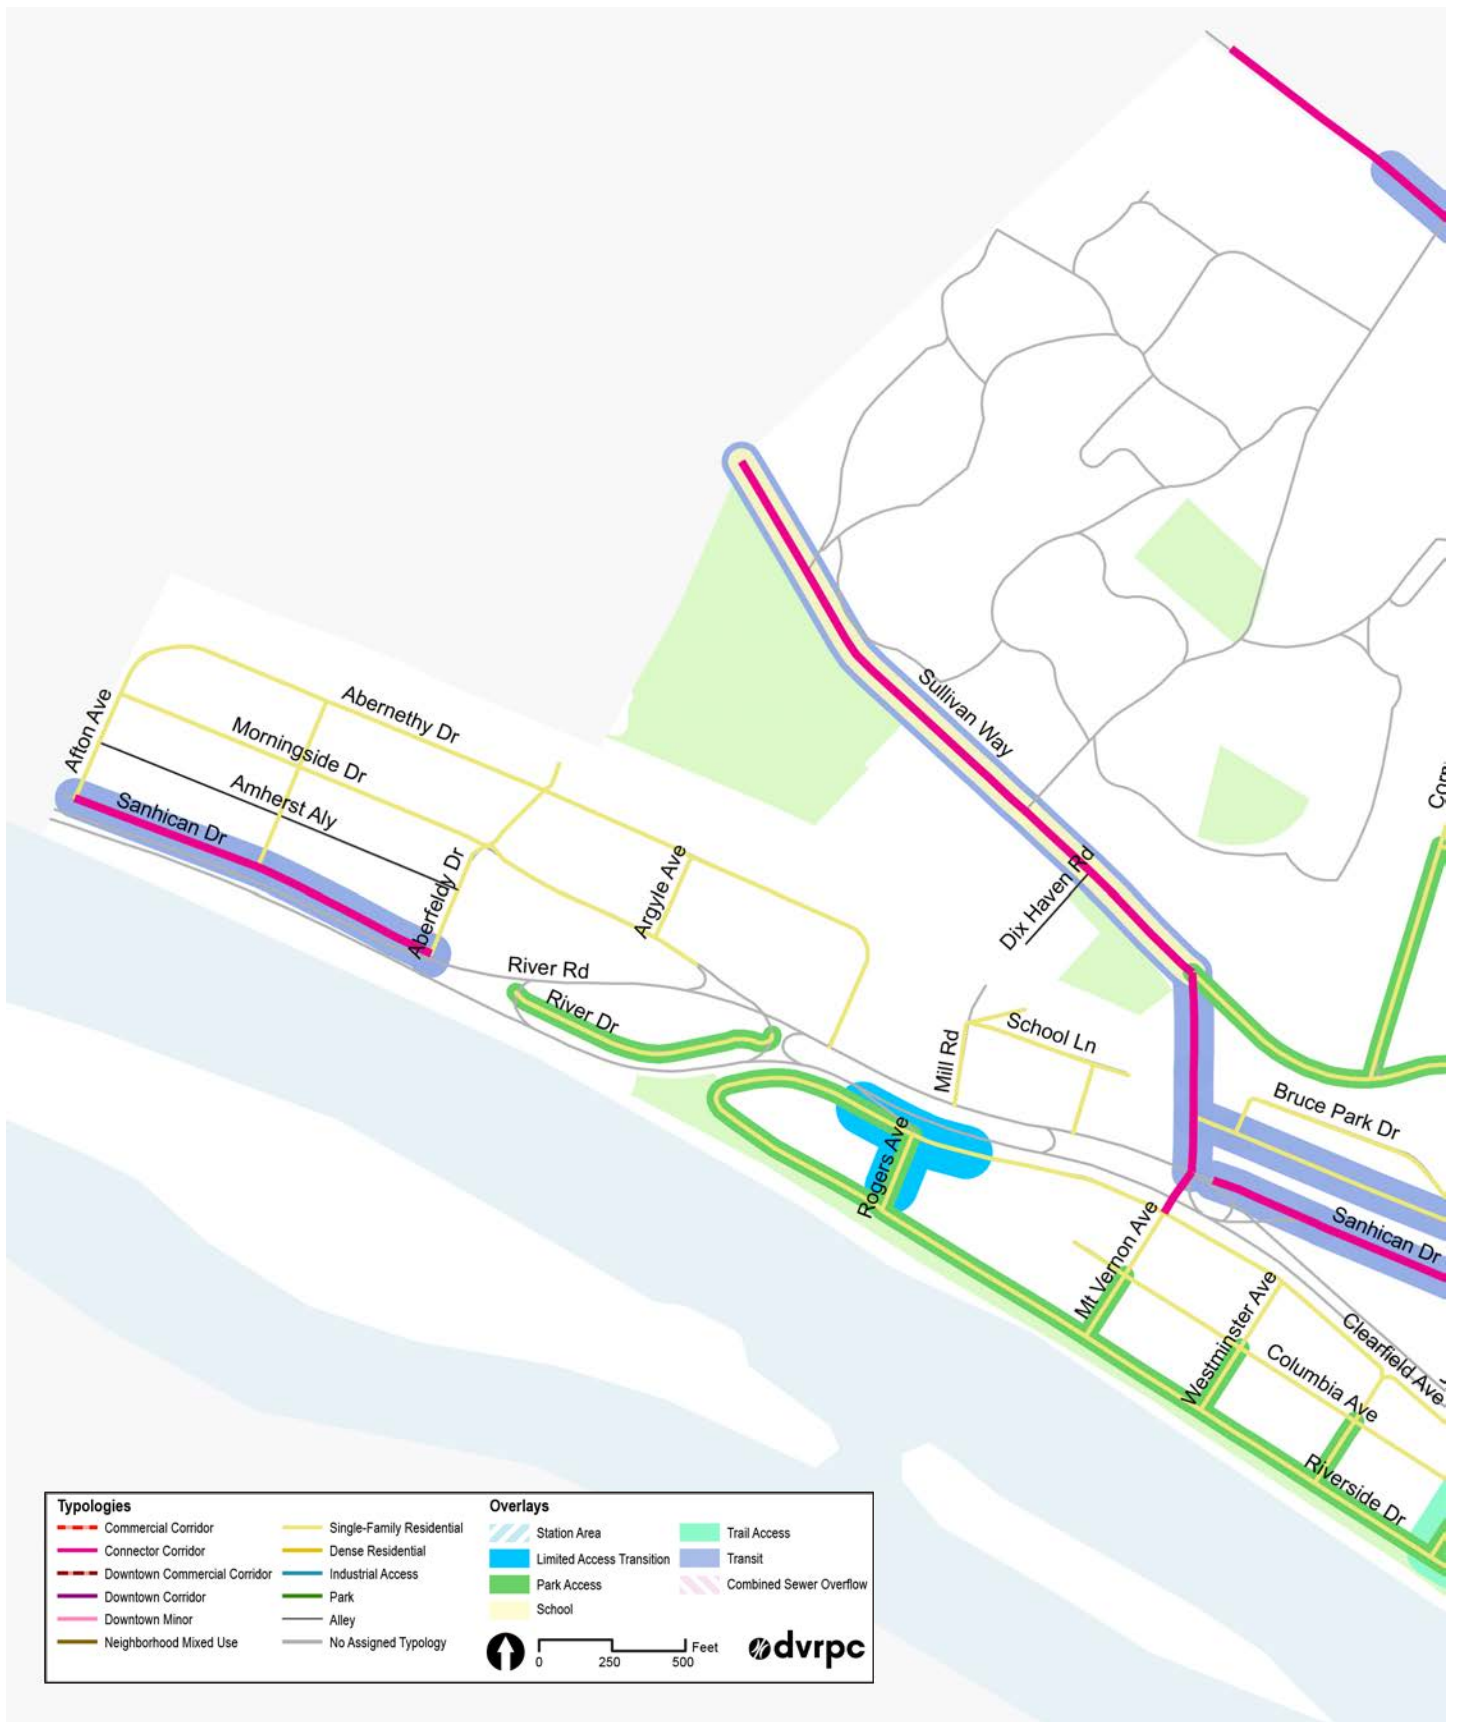 Sullivan Way
Abernethy Dr
Afton Ave
Morningside Dr
Amherst Aly
Sanhican Dr
Com
Aberfeldy Dr
Argyle Ave
Dix Haven Rd
River Rd
River Dr
Mill Rd
School Ln
Bruce Park Dr
Rogers Ave
Mt Vernon Ave
Sanhican Dr
Westminster Ave
Clearfield Ave
Columbia Ave
Riverside Dr
Typologies
Commercial Corridor
Connector Corridor
Downtown Commercial Corridor
Downtown Corridor
Downtown Minor
Neighborhood Mixed Use
Single-Family Residential
Dense Residential
Industrial Access
Park
Alley
No Assigned Typology
Overlays
Station Area
Limited Access Transition
Park Access
School
Trail Access
Transit
Combined Sewer Overflow
0 250 500 Feet
dvrpc